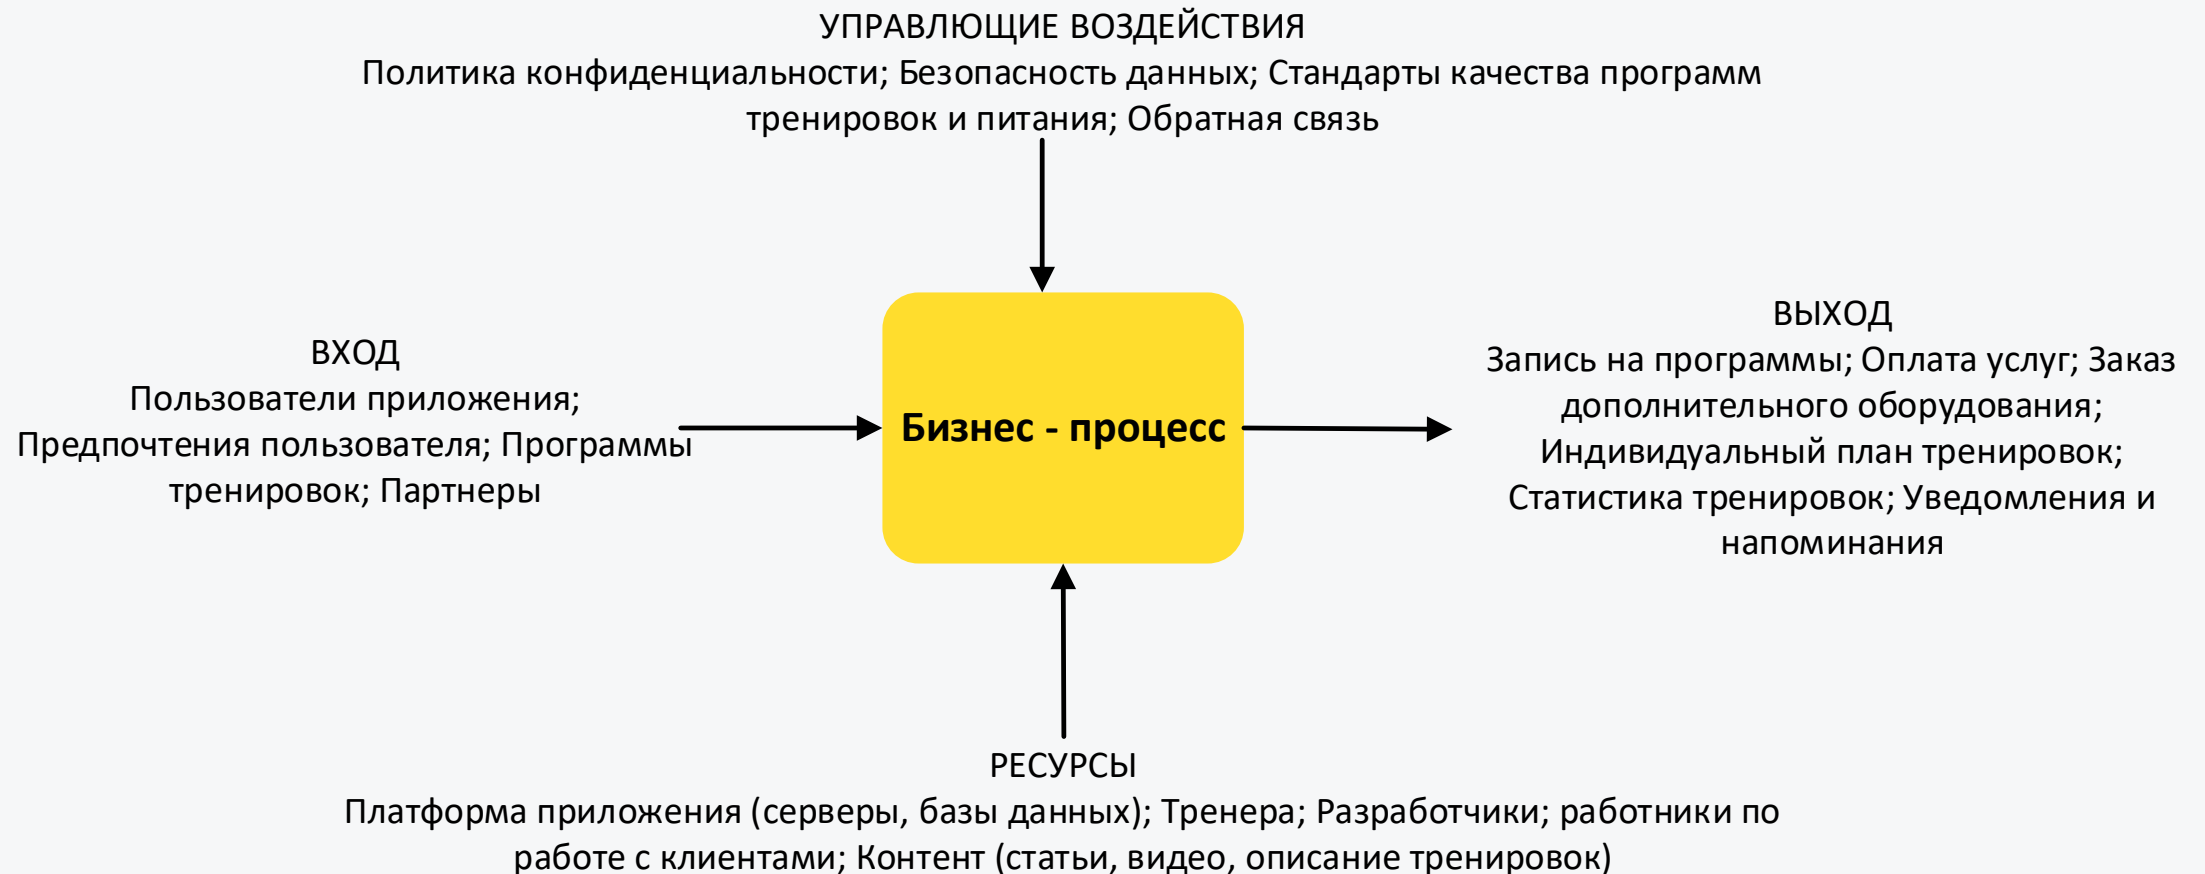 УПРАВЛЮЩИЕ ВОЗДЕЙСТВИЯ
Политика конфиденциальности; Безопасность данных; Стандарты качества программ
тренировок и питания; Обратная связь
ВХОД
Пользователи приложения;
Предпочтения пользователя; Программы
тренировок; Партнеры
Бизнес - процесс
ВЫХОД
Запись на программы; Оплата услуг; Заказ
дополнительного оборудования;
Индивидуальный план тренировок;
Статистика тренировок; Уведомления и
напоминания
РЕСУРСЫ
Платформа приложения (серверы, базы данных); Тренера; Разработчики; работники по
работе с клиентами; Контент (статьи, видео, описание тренировок)